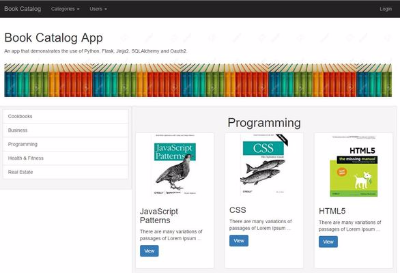 Book Catalog Categories Users Login
Book Catalog App
An app that demonstrates the use of Python, Flask, Jinja2, SQLAlchemy and Oauth2
Cookbooks
Business
Programming
Health & Fitness
Real Estate
Programming
JavaScript
Patterns
JavaScript
Patterns
There are many variations of
passages of Lorem Ipsum ...
View
CSS
CSS
There are many variations of
passages of Lorem Ipsum ...
View
HTML5
the missing manual
HTML5
There are many variations of
passages of Lorem Ipsum ...
View